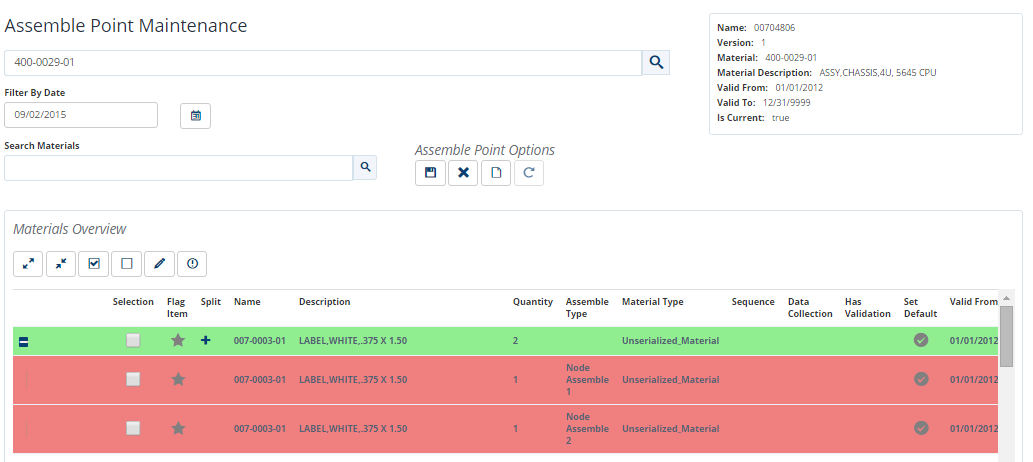 Assemble Point Maintenance
400-0029-01
Filter By Date
09/02/2015
Search Materials
Assemble Point Options
Name: 00704806
Version: 1
Material: 400-0029-01
Material Description: ASSY,CHASSIS,4U, 5645 CPU
Valid From: 01/01/2012
Valid To: 12/31/9999
Is Current: true
Materials Overview
Selection Flag Item Split Name Description Quantity Assemble Type Material Type Sequence Data Collection Has Validation Set Default Valid From
007-0003-01 LABEL,WHITE,.375 X 1.50 2 Unserialized_Material 01/01/2012
007-0003-01 LABEL,WHITE,.375 X 1.50 1 Node Assemble 1 Unserialized_Material 01/01/2012
007-0003-01 LABEL,WHITE,.375 X 1.50 1 Node Assemble 2 Unserialized_Material 01/01/2012